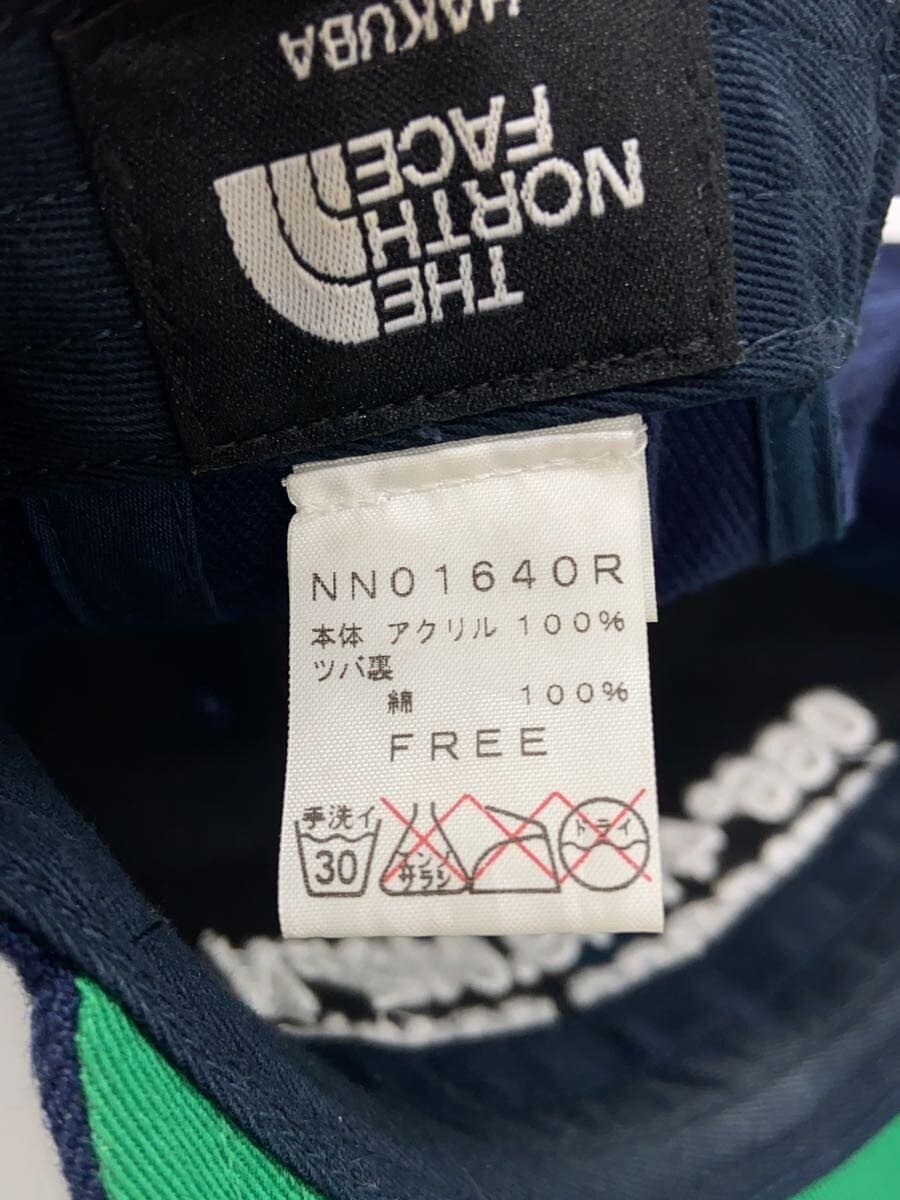 THE
NORTH
FACE
HAKUBA
NN01640R
本体 アクリル 100%
ツバ裏
綿 100%
FREE
手洗イ
30
エンソ
サラシ
ドライ